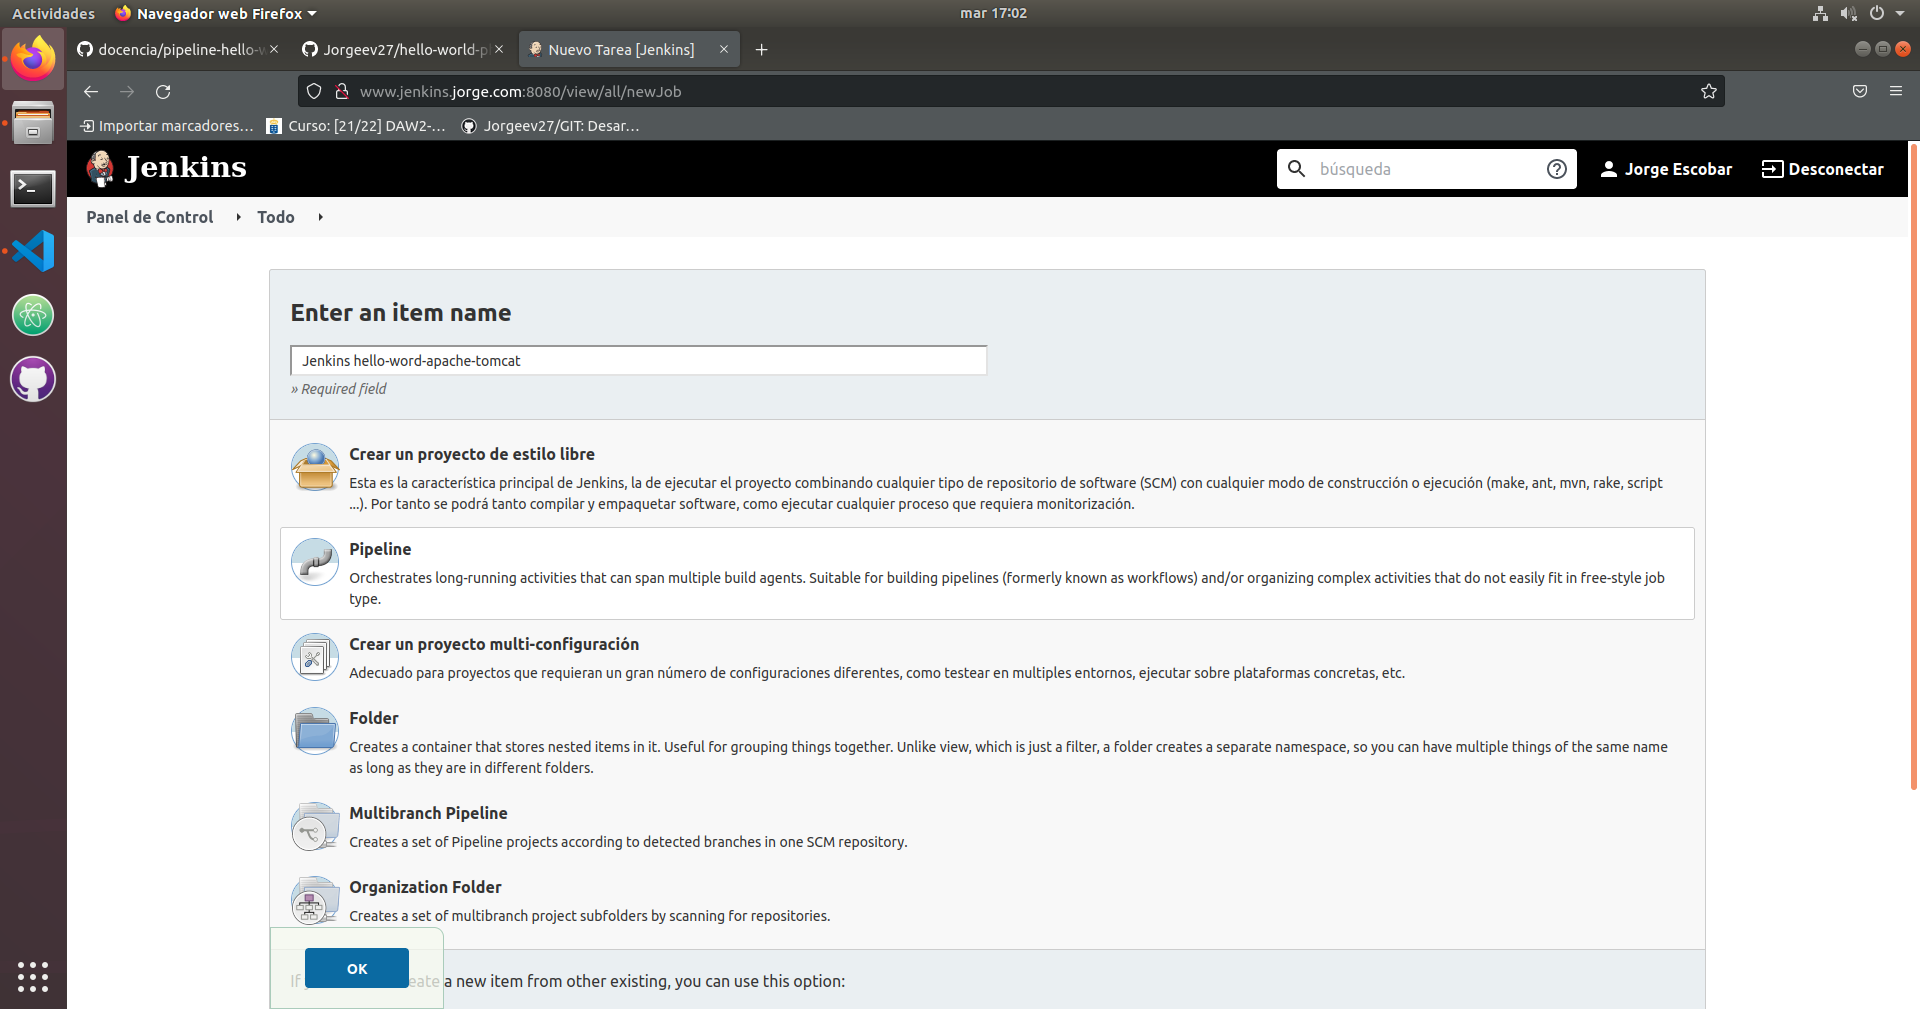 Actividades
Navegador web Firefox
mar 17:02
docencia/pipeline-hello-w
Jorgeev27/hello-world-pl
Nuevo Tarea [Jenkins]
www.jenkins.jorge.com:8080/view/all/newJob
Importar marcadores...
Curso: [21/22] DAW2-...
Jorgeev27/GIT: Desar...
Jenkins
búsqueda
Jorge Escobar
Desconectar
Panel de Control
Todo
Enter an item name
Jenkins hello-word-apache-tomcat
» Required field
Crear un proyecto de estilo libre
Esta es la característica principal de Jenkins, la de ejecutar el proyecto combinando cualquier tipo de repositorio de software (SCM) con cualquier modo de construcción o ejecución (make, ant, mvn, rake, script
...). Por tanto se podrá tanto compilar y empaquetar software, como ejecutar cualquier proceso que requiera monitorización.
Pipeline
Orchestrates long-running activities that can span multiple build agents. Suitable for building pipelines (formerly known as workflows) and/or organizing complex activities that do not easily fit in free-style job
type.
Crear un proyecto multi-configuración
Adecuado para proyectos que requieran un gran número de configuraciones diferentes, como testear en multiples entornos, ejecutar sobre plataformas concretas, etc.
Folder
Creates a container that stores nested items in it. Useful for grouping things together. Unlike view, which is just a filter, a folder creates a separate namespace, so you can have multiple things of the same name
as long as they are in different folders.
Multibranch Pipeline
Creates a set of Pipeline projects according to detected branches in one SCM repository.
Organization Folder
Creates a set of multibranch project subfolders by scanning for repositories.
OK
If a new item from other existing, you can use this option: